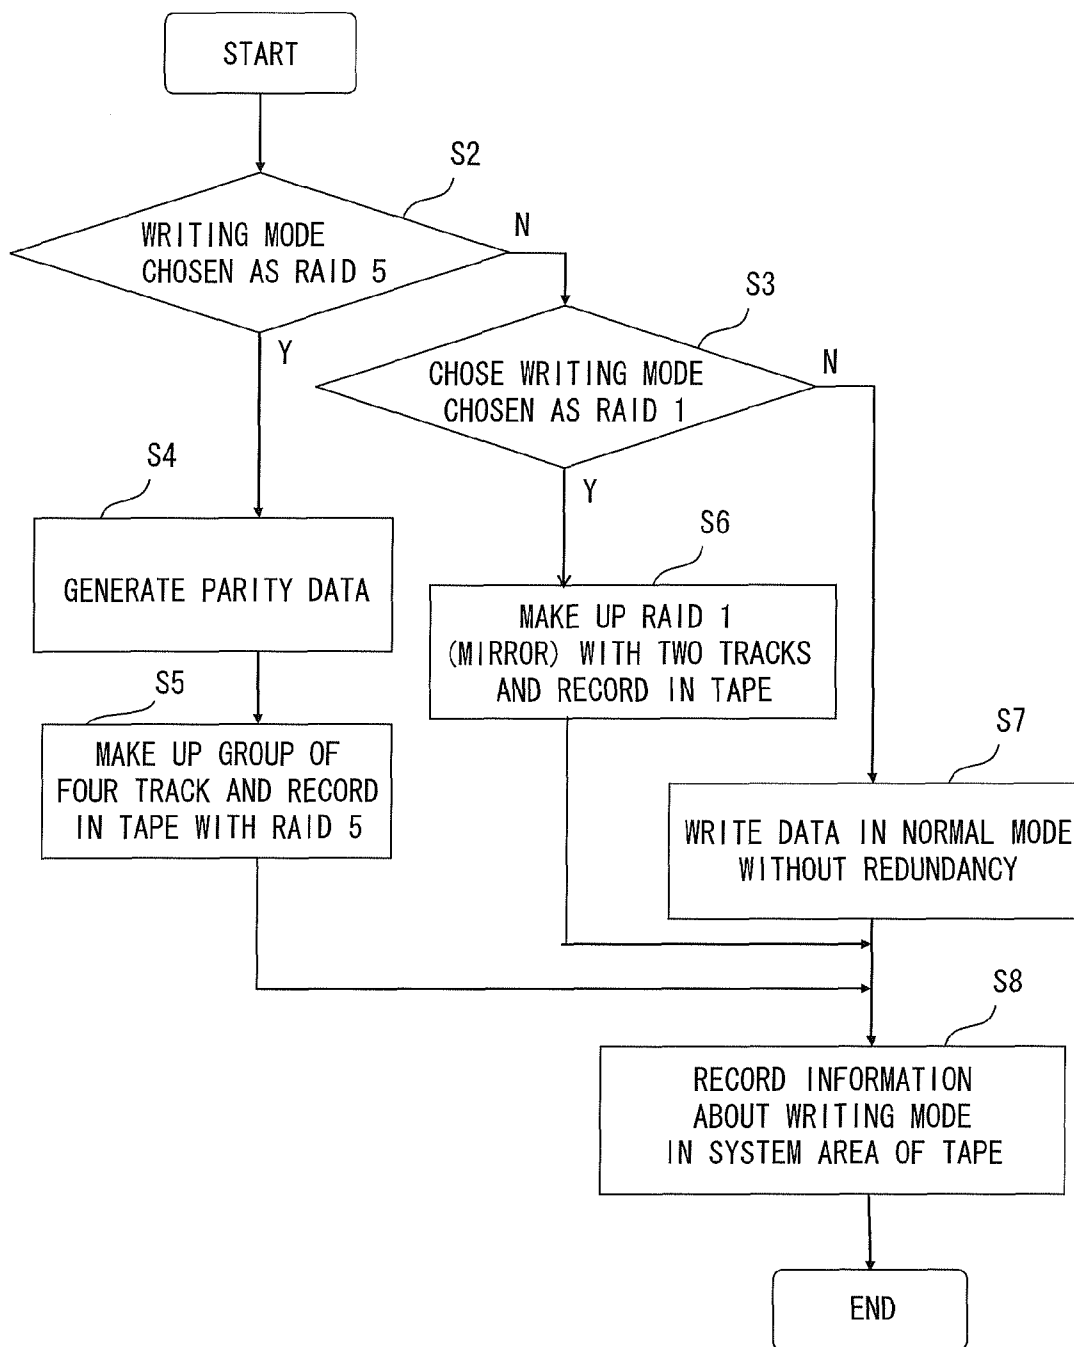 START
S2
WRITING MODE
CHOSEN AS RAID 5
N
Y
S3
CHOSE WRITING MODE
CHOSEN AS RAID 1
N
Y
S4
GENERATE PARITY DATA
S6
MAKE UP RAID 1
(MIRROR) WITH TWO TRACKS
AND RECORD IN TAPE
S5
MAKE UP GROUP OF
FOUR TRACK AND RECORD
IN TAPE WITH RAID 5
S7
WRITE DATA IN NORMAL MODE
WITHOUT REDUNDANCY
S8
RECORD INFORMATION
ABOUT WRITING MODE
IN SYSTEM AREA OF TAPE
END